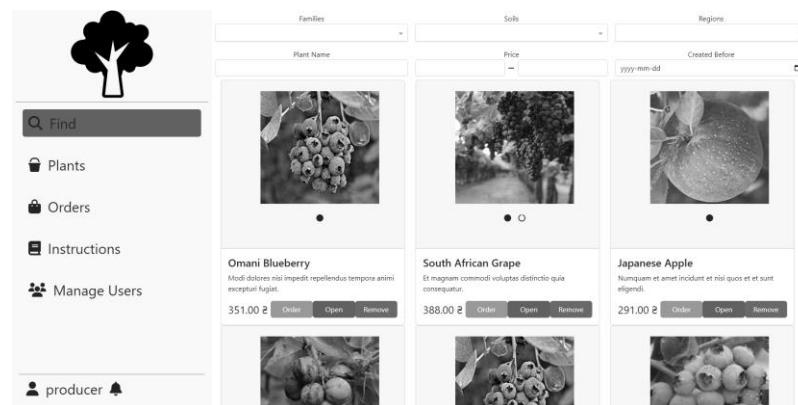 Find
Plants
Orders
Instructions
Manage Users
producer
Families
Soils
Regions
Plant Name
Price
Created Before
–
yyyy-mm-dd
Omani Blueberry
Modi dolores nisi impedit repellendus tempora animi
excepturi fugiat.
351.00 ₴ Order Open Remove
South African Grape
Et magnam commodi voluptas distinctio quia
consequatur.
388.00 ₴ Order Open Remove
Japanese Apple
Numquam et amet incidunt et nisi quos et et sunt
eligendi.
291.00 ₴ Order Open Remove